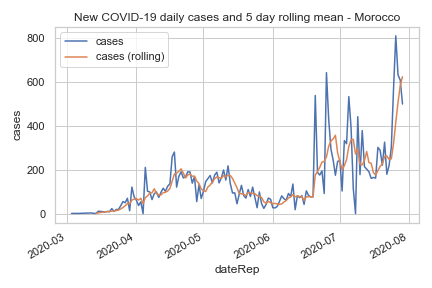 New COVID-19 daily cases and 5 day rolling mean - Morocco
cases
cases (rolling)
800
600
400
200
0
cases
2020-03
2020-04
2020-05
2020-06
2020-07
2020-08
dateRep